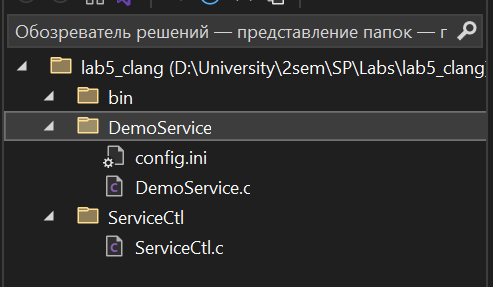 Обозреватель решений — представление папок — г
lab5_clang (D:\University\2sem\SP\Labs\lab5_clang)
bin
DemoService
config.ini
DemoService.c
ServiceCtl
ServiceCtl.c